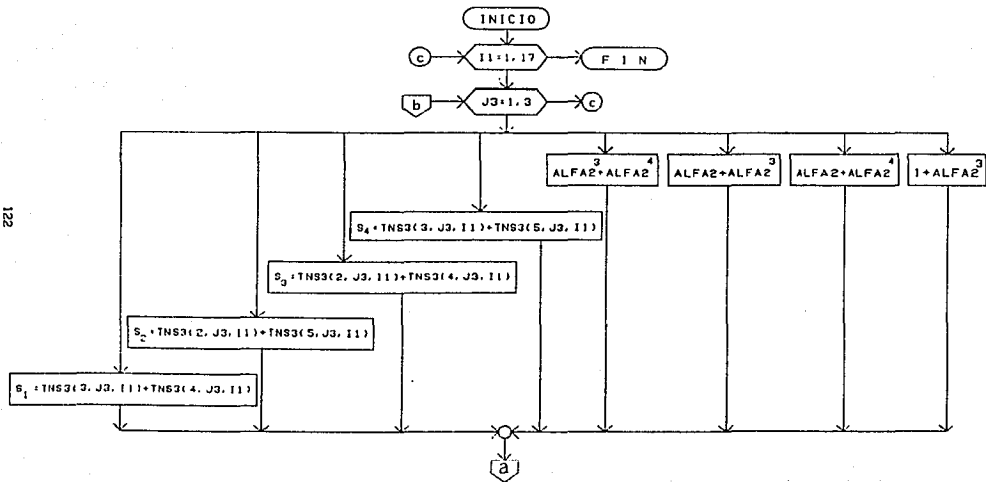 INICIO
c
I1=1,17
F I N
b
J3=1,3
c
ALFA2³+ALFA2⁴
ALFA2+ALFA2³
ALFA2+ALFA2⁴
1+ALFA2³
S₄=TNS3(3,J3,I1)+TNS3(5,J3,I1)
S₃=TNS3(2,J3,I1)+TNS3(4,J3,I1)
S₂=TNS3(2,J3,I1)+TNS3(5,J3,I1)
S₁=TNS3(3,J3,I1)+TNS3(4,J3,I1)
a
122